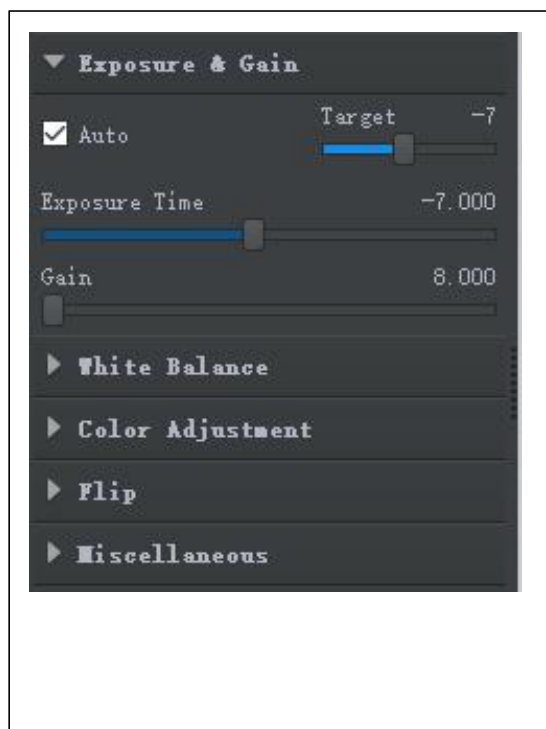 Exposure & Gain
Auto
Target -7
Exposure Time -7.000
Gain 8.000
White Balance
Color Adjustment
Flip
Miscellaneous